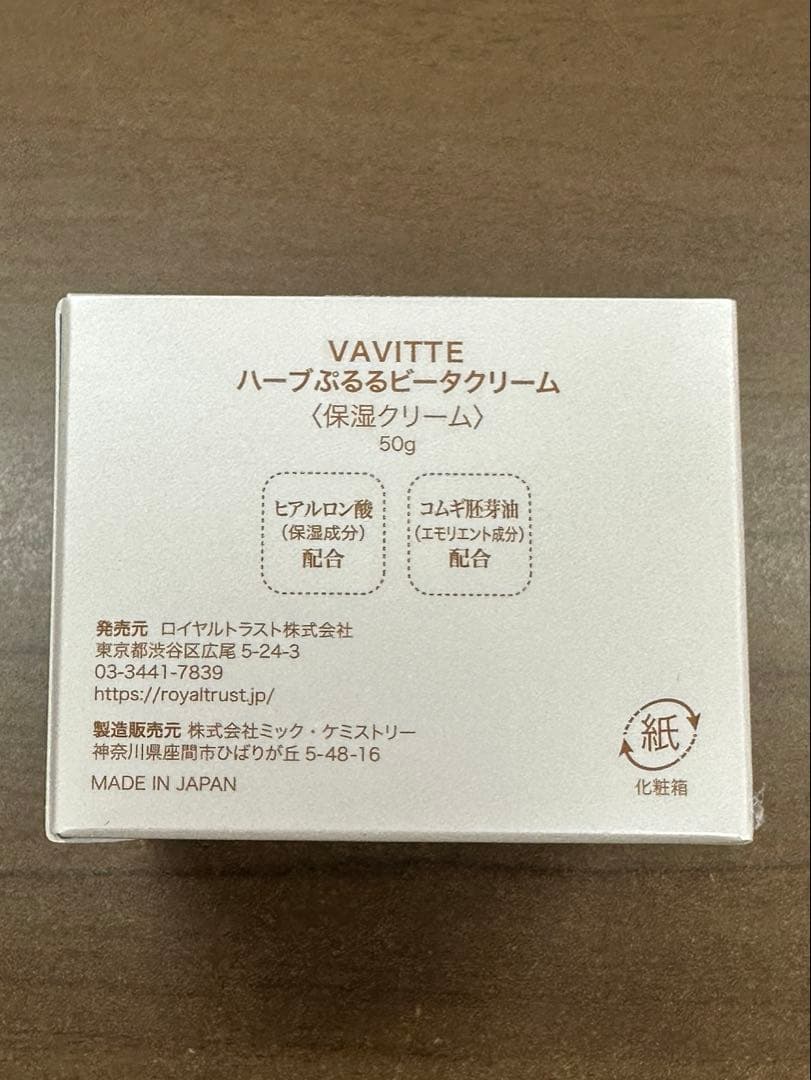 VAVITTE
ハーブぷるるビータクリーム
〈保湿クリーム〉
50g
ヒアルロン酸
(保湿成分)
配合
コムギ胚芽油
(エモリエント成分)
配合
発売元 ロイヤルトラスト株式会社
東京都渋谷区広尾 5-24-3
03-3441-7839
https://royaltrust.jp/
製造販売元 株式会社ミック・ケミストリー
神奈川県座間市ひばりが丘 5-48-16
MADE IN JAPAN
紙
化粧箱